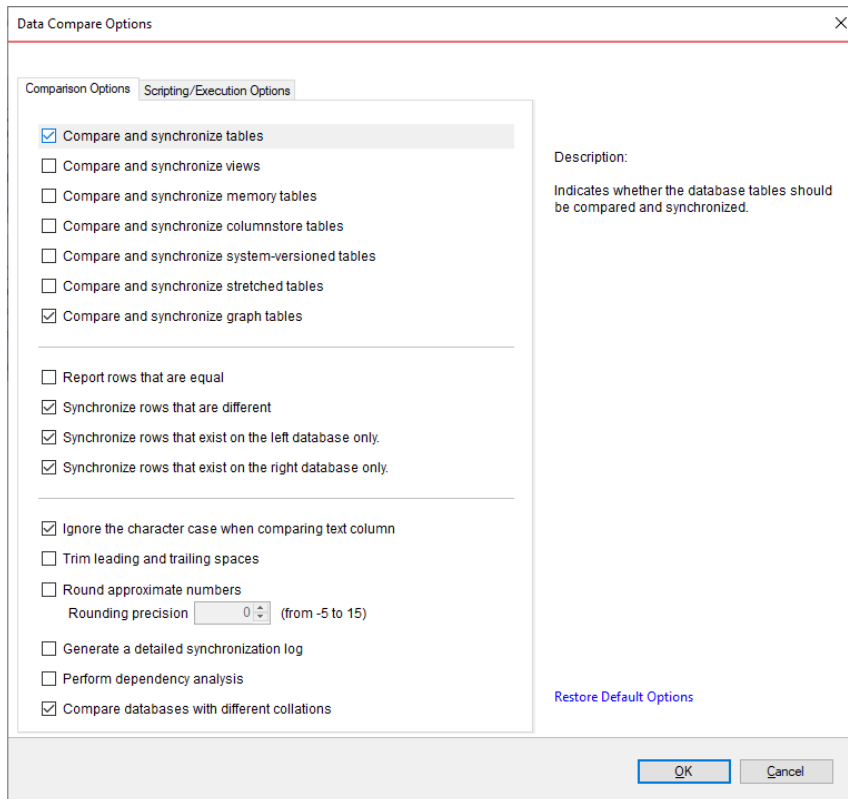 Data Compare Options
Comparison Options
Scripting/Execution Options
Compare and synchronize tables
Compare and synchronize views
Compare and synchronize memory tables
Compare and synchronize columnstore tables
Compare and synchronize system-versioned tables
Compare and synchronize stretched tables
Compare and synchronize graph tables
Report rows that are equal
Synchronize rows that are different
Synchronize rows that exist on the left database only.
Synchronize rows that exist on the right database only.
Ignore the character case when comparing text column
Trim leading and trailing spaces
Round approximate numbers
Rounding precision 0 (from -5 to 15)
Generate a detailed synchronization log
Perform dependency analysis
Compare databases with different collations
Description:
Indicates whether the database tables should
be compared and synchronized.
Restore Default Options
OK
Cancel